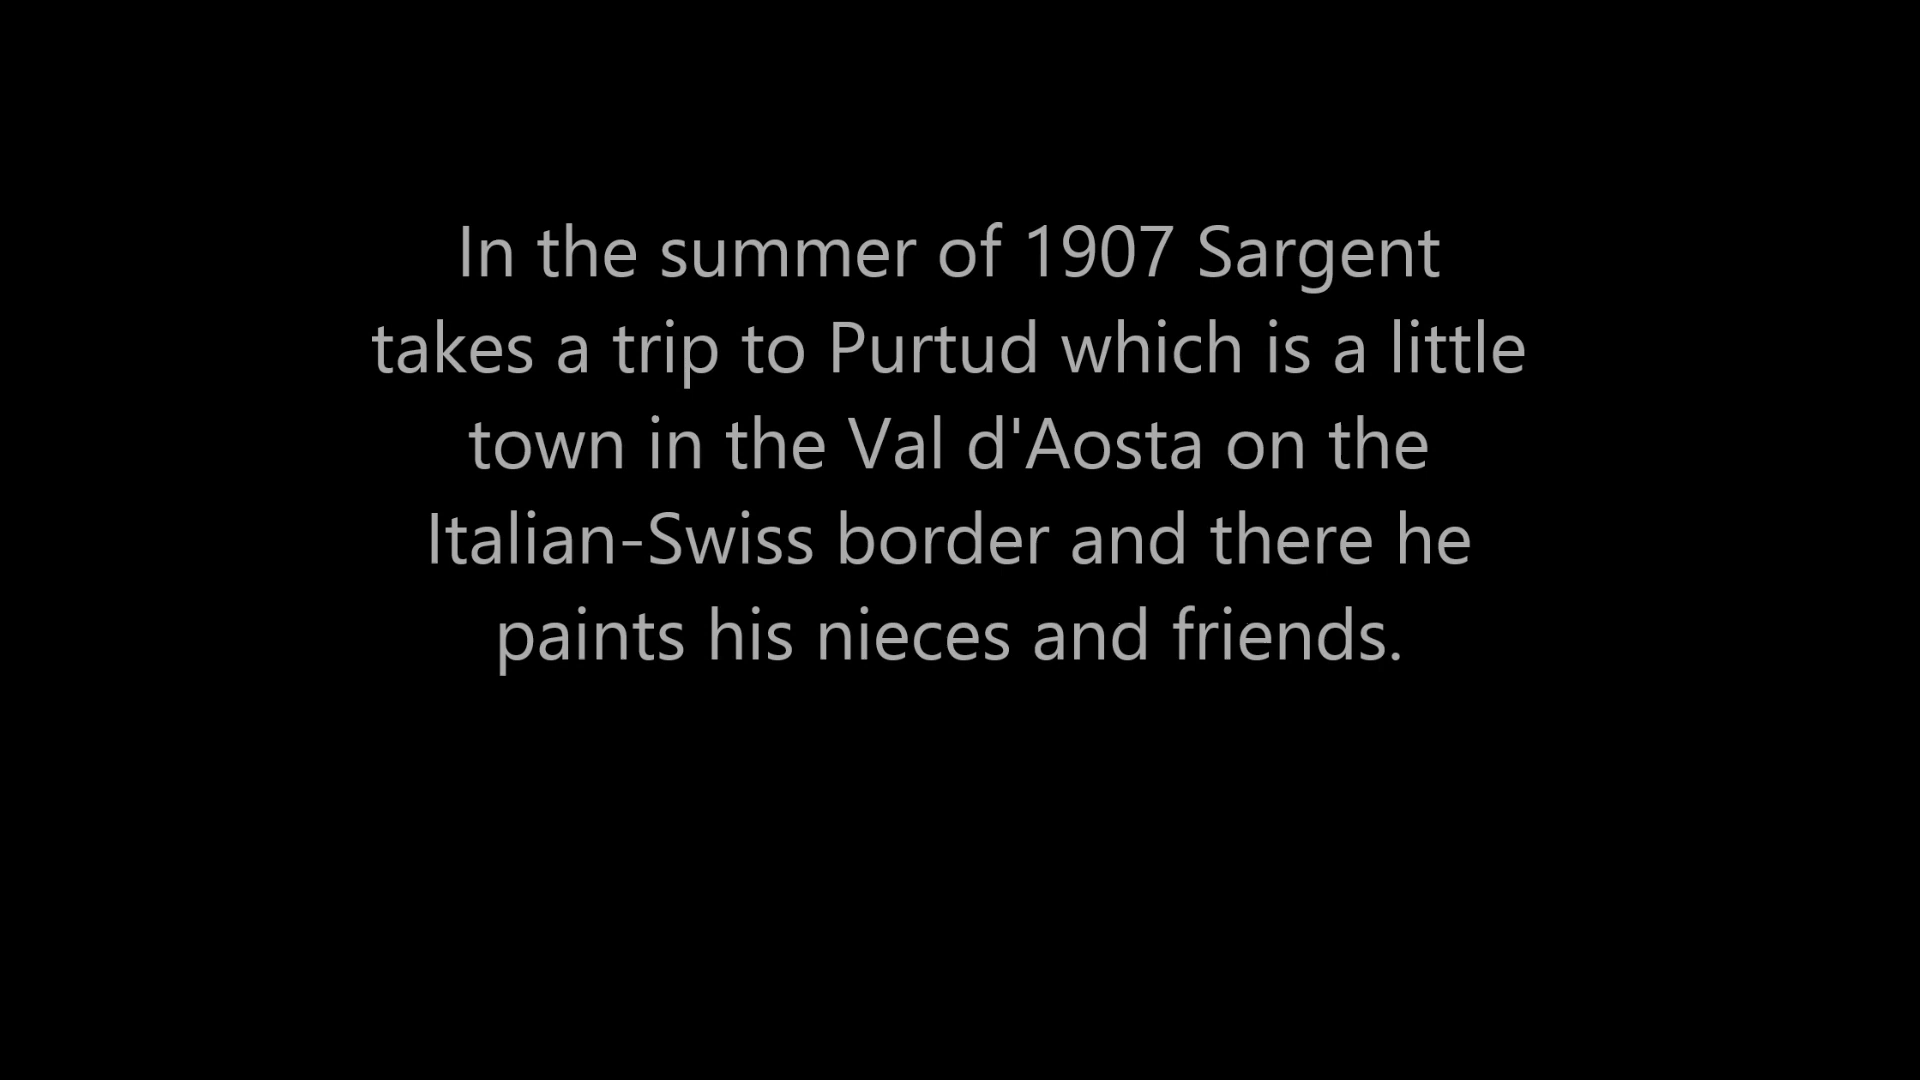 In the summer of 1907 Sargent
takes a trip to Purtud which is a little
town in the Val d'Aosta on the
Italian-Swiss border and there he
paints his nieces and friends.